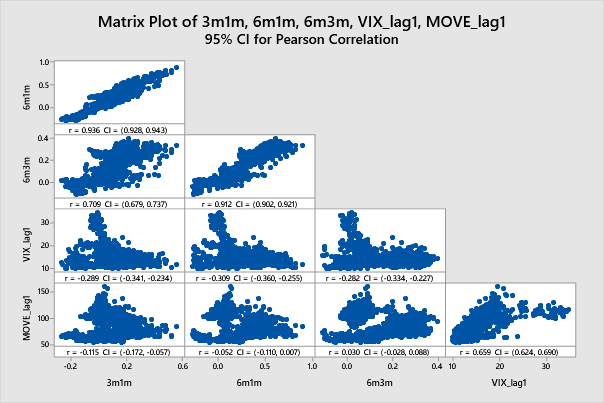 Matrix Plot of 3m1m, 6m1m, 6m3m, VIX_lag1, MOVE_lag1
95% CI for Pearson Correlation
1.0
0.5
0.0
6m1m
r = 0.936 CI = (0.928, 0.943)
0.4
0.2
0.0
6m3m
r = 0.709 CI = (0.679, 0.737) r = 0.912 CI = (0.902, 0.921)
30
20
10
VIX_lag1
r = -0.289 CI = (-0.341, -0.234) r = -0.309 CI = (-0.360, -0.255) r = -0.282 CI = (-0.334, -0.227)
150
100
50
MOVE_lag1
r = -0.115 CI = (-0.172, -0.057) r = -0.052 CI = (-0.110, 0.007) r = 0.030 CI = (-0.028, 0.088) r = 0.659 CI = (0.624, 0.690)
-0.2 0.2 0.6 0.0 0.5 1.0 0.0 0.2 0.4 10 20 30
3m1m 6m1m 6m3m VIX_lag1